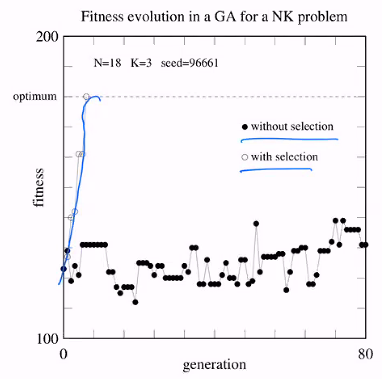 Fitness evolution in a GA for a NK problem
200
N=18 K=3 seed=96661
optimum
without selection
with selection
fitness
100
0
80
generation